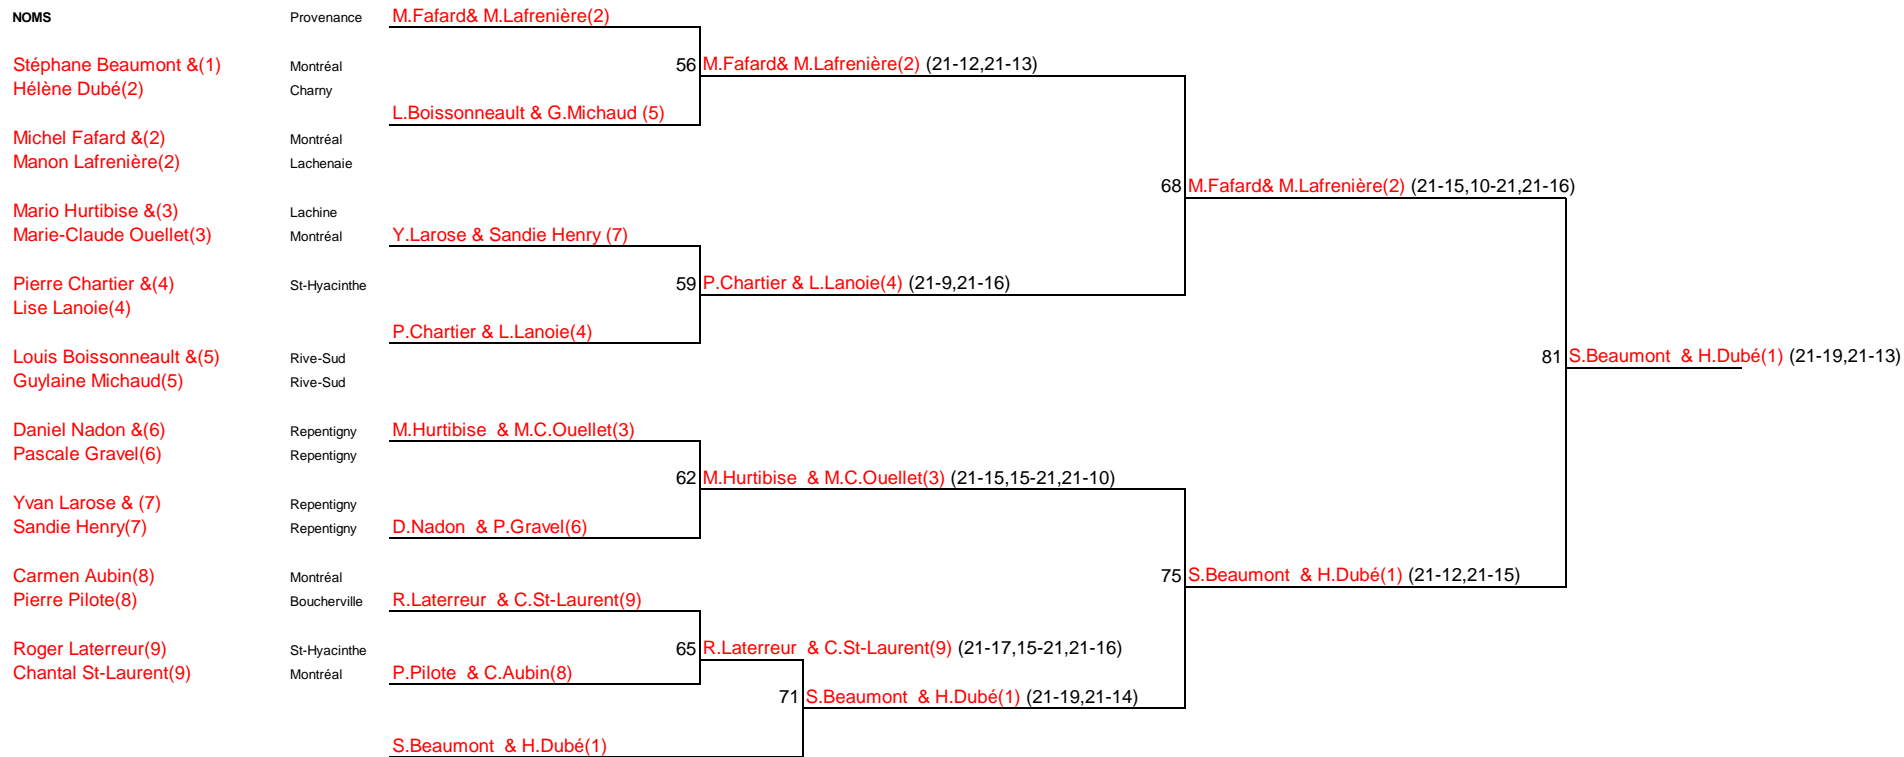 NOMS Provenance M.Fafard& M.Lafrenière(2)
Stéphane Beaumont &(1) Montréal 56 M.Fafard& M.Lafrenière(2) (21-12,21-13)
Hélène Dubé(2) Charny
L.Boissonneault & G.Michaud (5)
Michel Fafard &(2) Montréal
Manon Lafrenière(2) Lachenaie
68 M.Fafard& M.Lafrenière(2) (21-15,10-21,21-16)
Mario Hurtibise &(3) Lachine
Marie-Claude Ouellet(3) Montréal Y.Larose & Sandie Henry (7)
Pierre Chartier &(4) St-Hyacinthe 59 P.Chartier & L.Lanoie(4) (21-9,21-16)
Lise Lanoie(4)
P.Chartier & L.Lanoie(4)
Louis Boissonneault &(5) Rive-Sud 81 S.Beaumont & H.Dubé(1) (21-19,21-13)
Guylaine Michaud(5) Rive-Sud
Daniel Nadon &(6) Repentigny M.Hurtibise & M.C.Ouellet(3)
Pascale Gravel(6) Repentigny
62 M.Hurtibise & M.C.Ouellet(3) (21-15,15-21,21-10)
Yvan Larose & (7) Repentigny
Sandie Henry(7) Repentigny D.Nadon & P.Gravel(6)
Carmen Aubin(8) Montréal 75 S.Beaumont & H.Dubé(1) (21-12,21-15)
Pierre Pilote(8) Boucherville R.Laterreur & C.St-Laurent(9)
Roger Laterreur(9) St-Hyacinthe 65 R.Laterreur & C.St-Laurent(9) (21-17,15-21,21-16)
Chantal St-Laurent(9) Montréal P.Pilote & C.Aubin(8)
71 S.Beaumont & H.Dubé(1) (21-19,21-14)
S.Beaumont & H.Dubé(1)